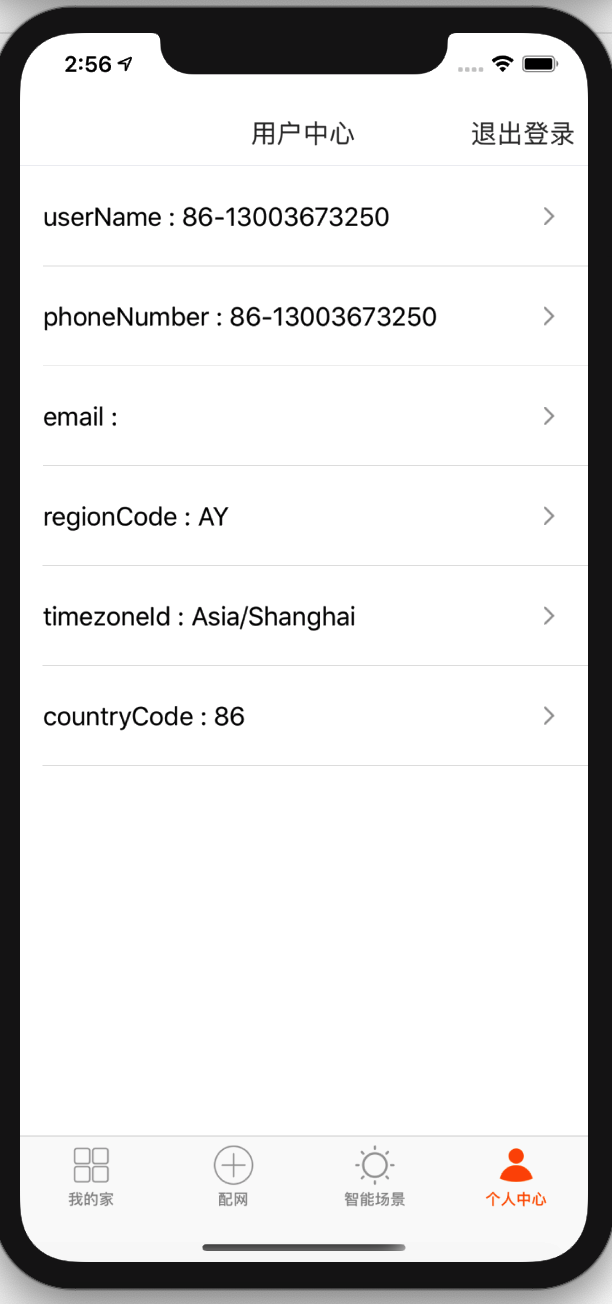 2:56
用户中心 退出登录
userName : 86-13003673250
phoneNumber : 86-13003673250
email :
regionCode : AY
timezoneId : Asia/Shanghai
countryCode : 86
我的家 配网 智能场景 个人中心